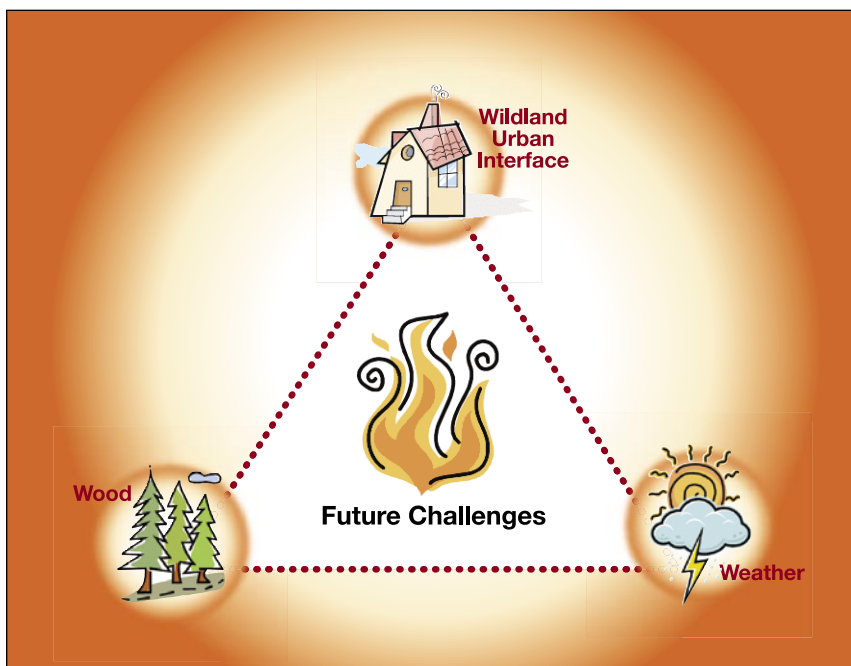 Wildland
Urban
Interface
Wood
Future Challenges
Weather